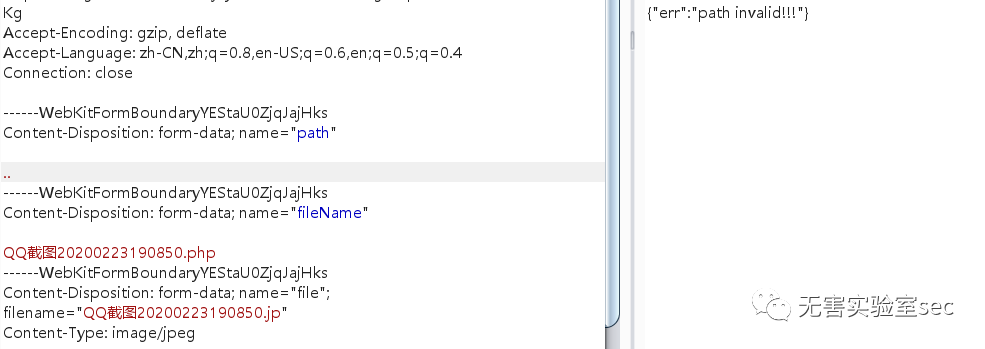 Kg
Accept-Encoding: gzip, deflate
Accept-Language: zh-CN,zh;q=0.8,en-US;q=0.6,en;q=0.5;q=0.4
Connection: close
------WebKitFormBoundaryYEStaU0ZjqJajHks
Content-Disposition: form-data; name="path"
..
------WebKitFormBoundaryYEStaU0ZjqJajHks
Content-Disposition: form-data; name="fileName"
QQ截图20200223190850.php
------WebKitFormBoundaryYEStaU0ZjqJajHks
Content-Disposition: form-data; name="file";
filename="QQ截图20200223190850.jp"
Content-Type: image/jpeg
{"err":"path invalid!!!"}
无害实验室sec